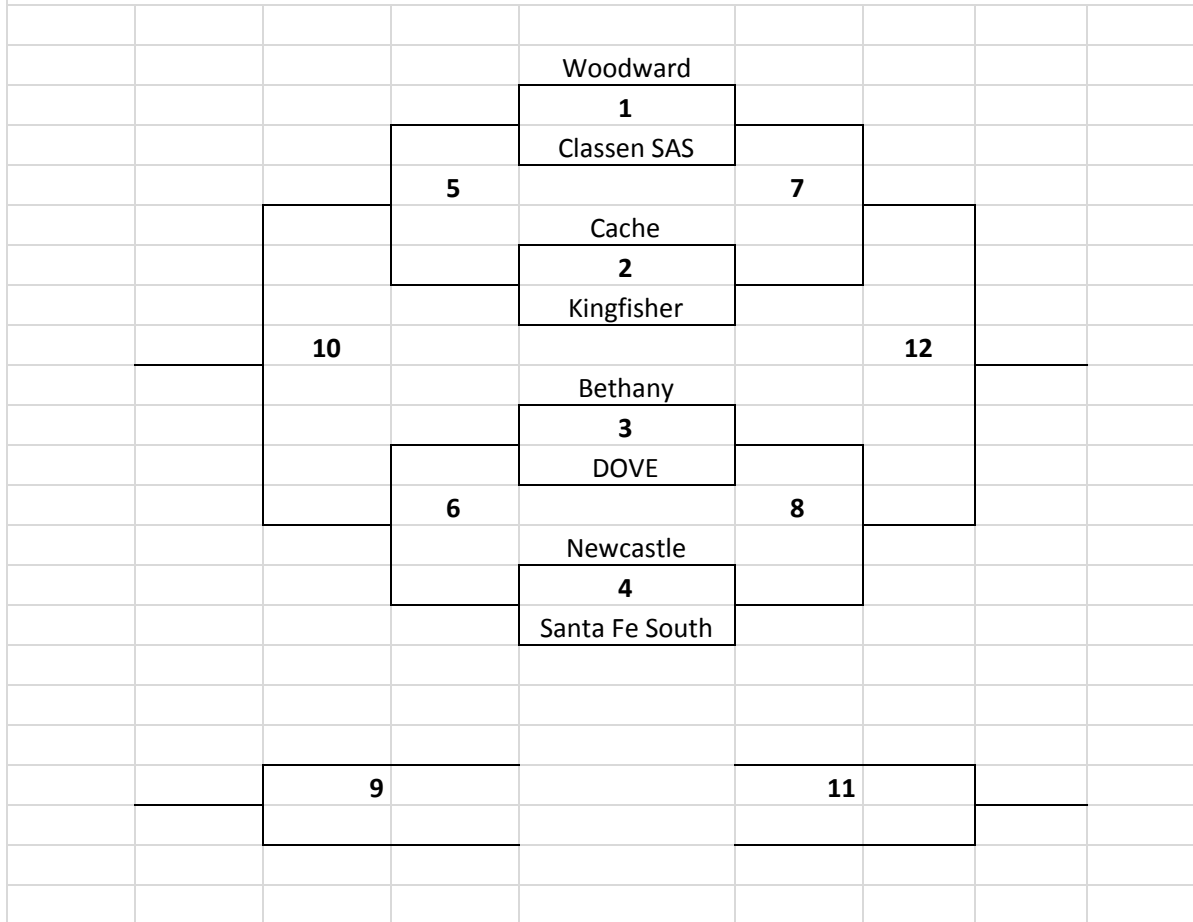 Woodward
1
Classen SAS
5 7
Cache
2
Kingfisher
10 12
Bethany
3
DOVE
6 8
Newcastle
4
Santa Fe South
9 11